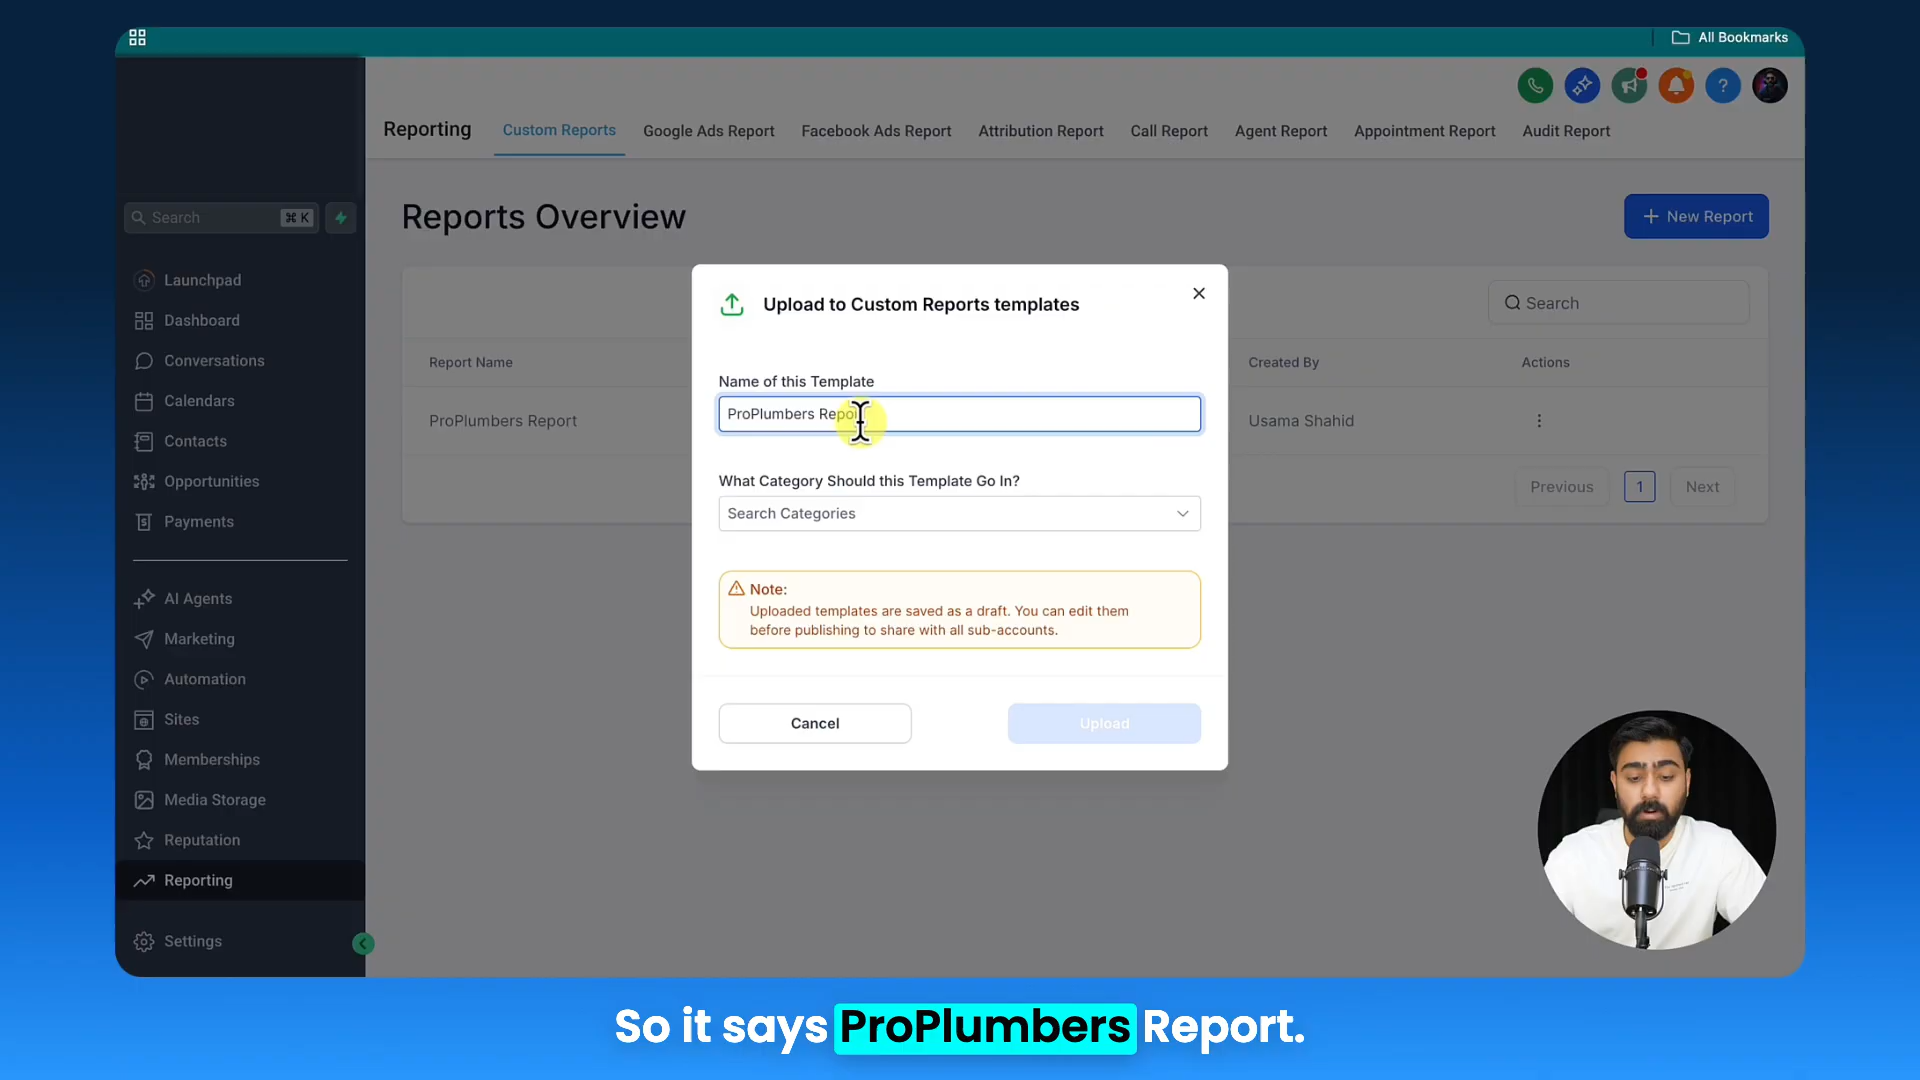 All Bookmarks
Reporting
Custom Reports
Google Ads Report
Facebook Ads Report
Attribution Report
Call Report
Agent Report
Appointment Report
Audit Report
Search
⌘ K
Launchpad
Dashboard
Conversations
Calendars
Contacts
Opportunities
Payments
AI Agents
Marketing
Automation
Sites
Memberships
Media Storage
Reputation
Reporting
Settings
Reports Overview
+ New Report
Search
Report Name
Created By
Actions
ProPlumbers Report
Usama Shahid
Previous
1
Next
Upload to Custom Reports templates
Name of this Template
ProPlumbers Report
What Category Should this Template Go In?
Search Categories
Note:
Uploaded templates are saved as a draft. You can edit them
before publishing to share with all sub-accounts.
Cancel
Upload
So it says ProPlumbers Report.